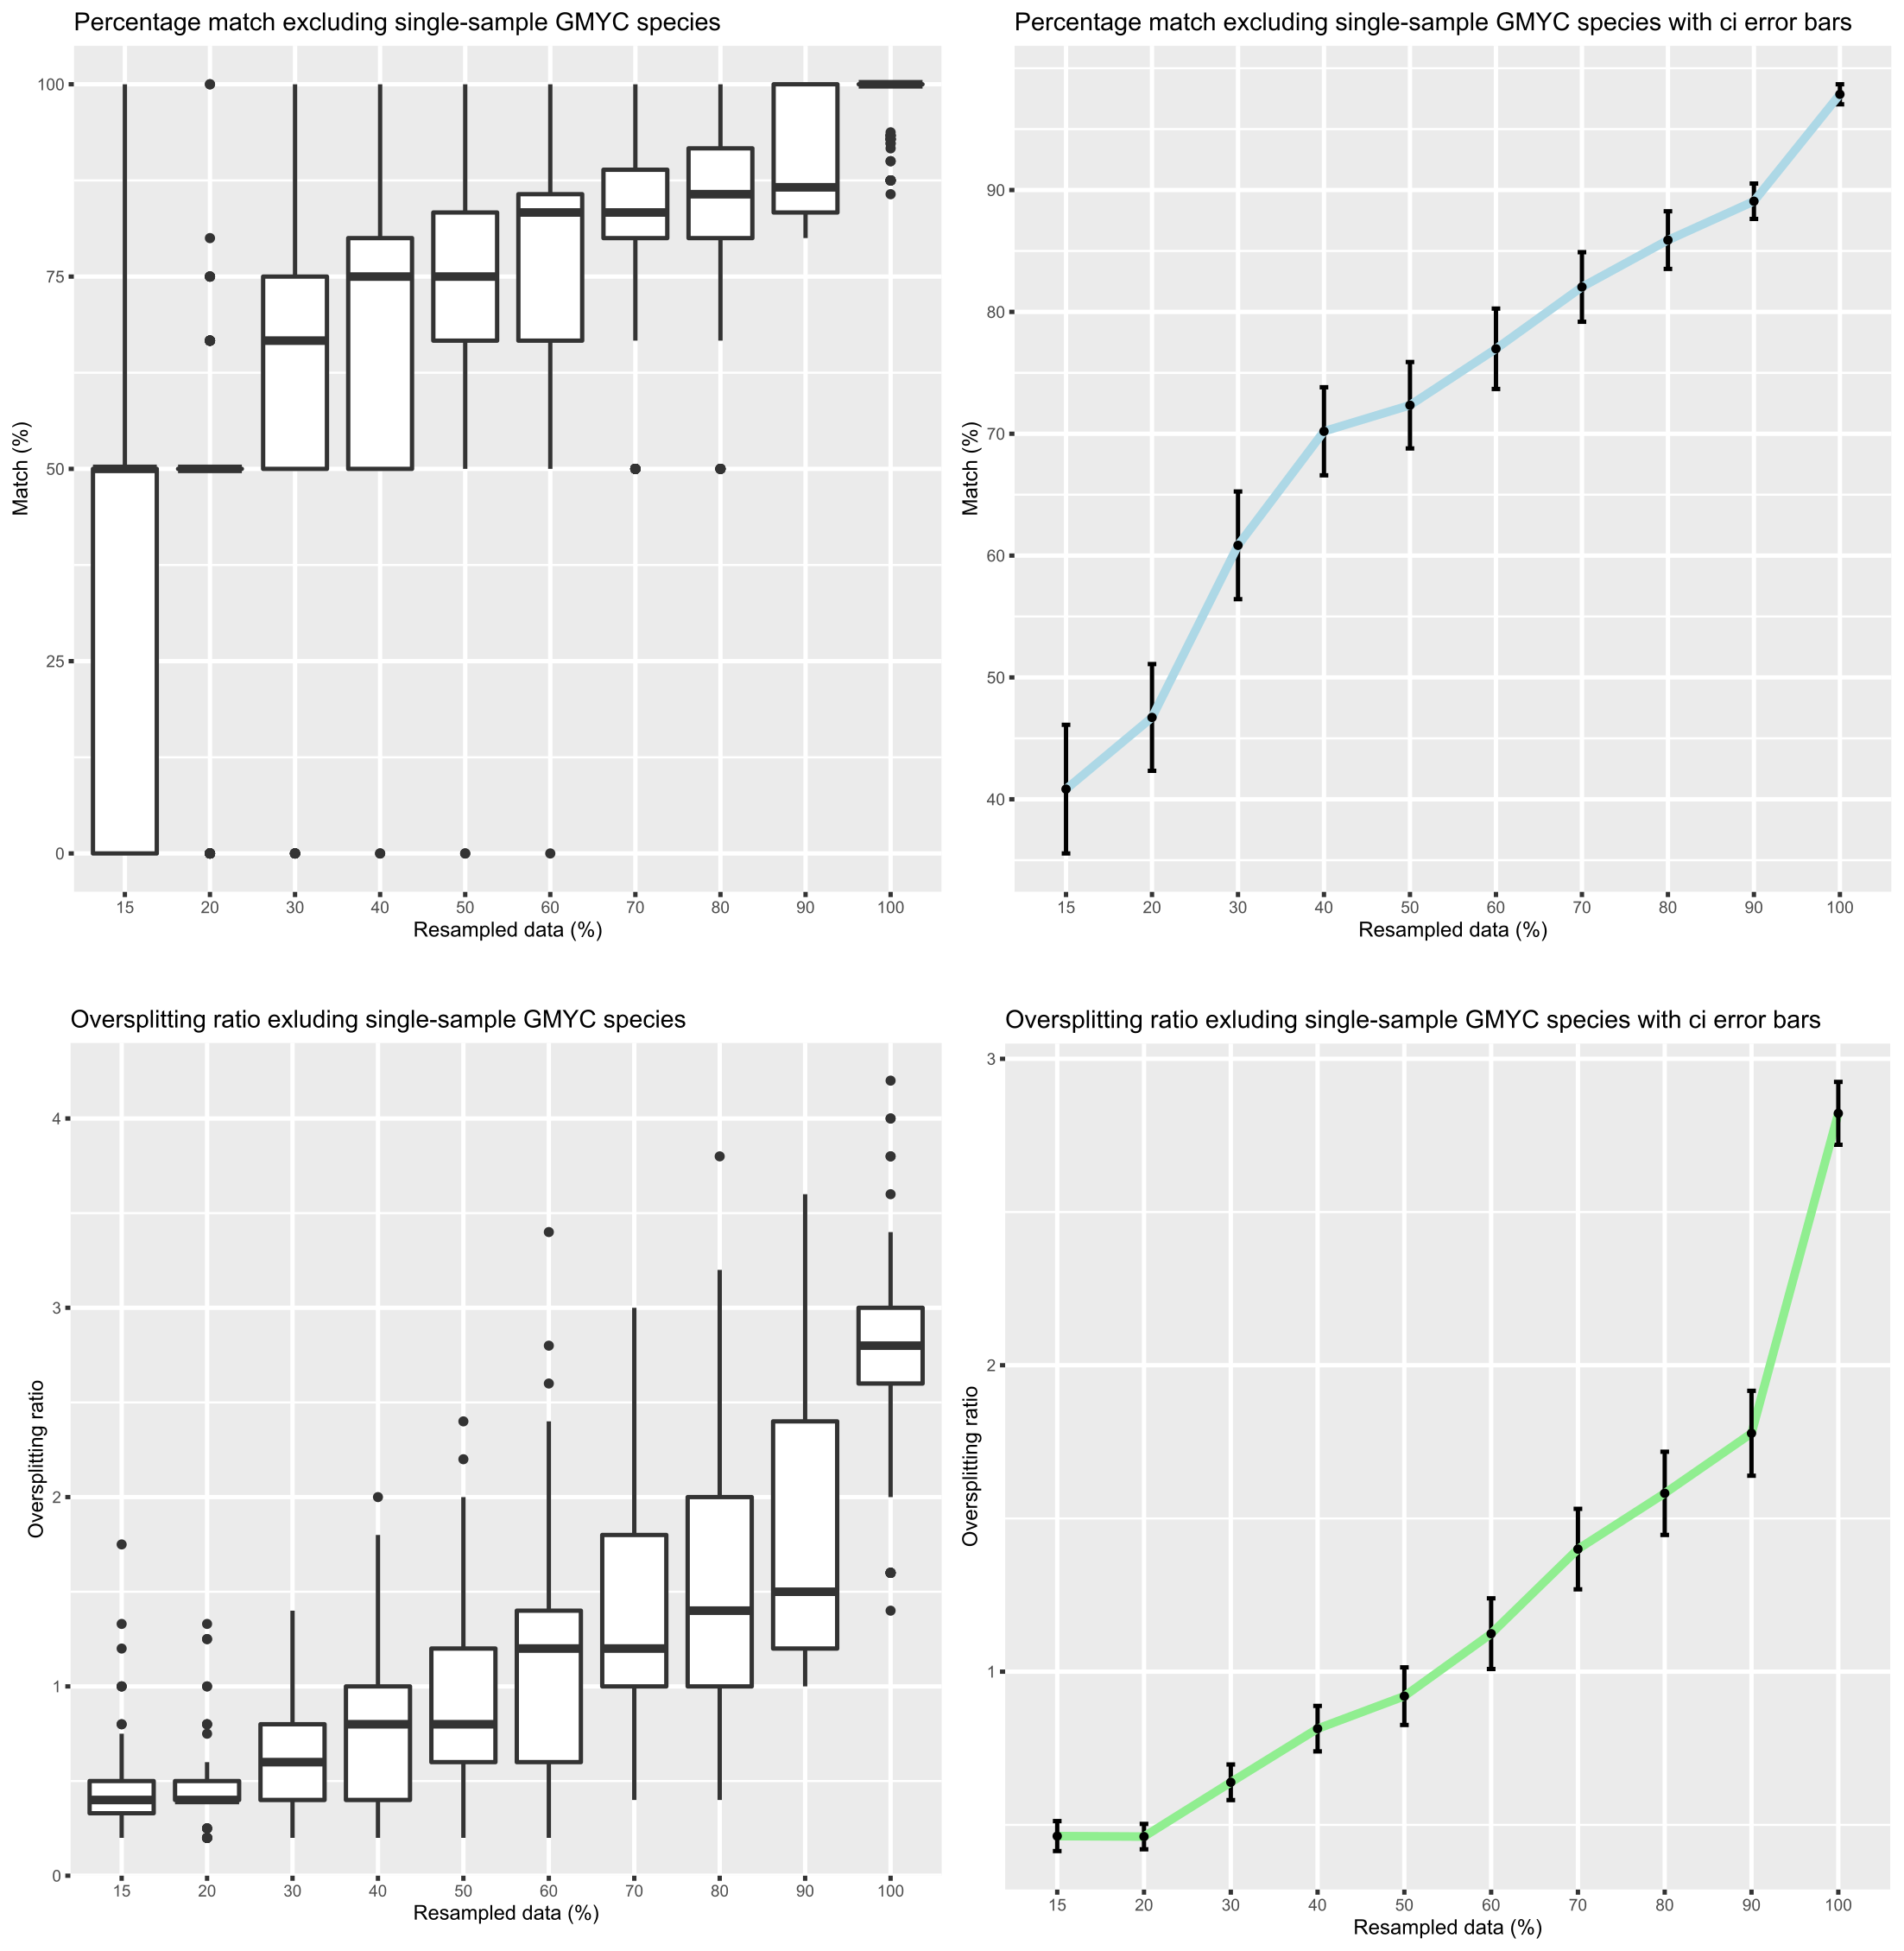 Percentage match excluding single-sample GMYC species
Match (%)
100
75
50
25
0
15 20 30 40 50 60 70 80 90 100
Resampled data (%)
Percentage match excluding single-sample GMYC species with ci error bars
Match (%)
90
80
70
60
50
40
15 20 30 40 50 60 70 80 90 100
Resampled data (%)
Oversplitting ratio exluding single-sample GMYC species
Oversplitting ratio
4
3
2
1
0
15 20 30 40 50 60 70 80 90 100
Resampled data (%)
Oversplitting ratio exluding single-sample GMYC species with ci error bars
Oversplitting ratio
3
2
1
15 20 30 40 50 60 70 80 90 100
Resampled data (%)